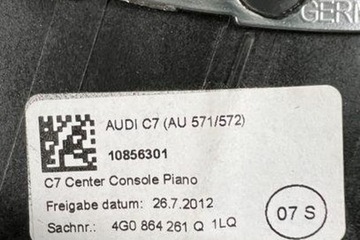 GERM
AUDI C7 (AU 571/572)
10856301
C7 Center Console Piano
Freigabe datum: 26.7.2012
Sachnr.: 4G0 864 261 Q 1LQ
07 S